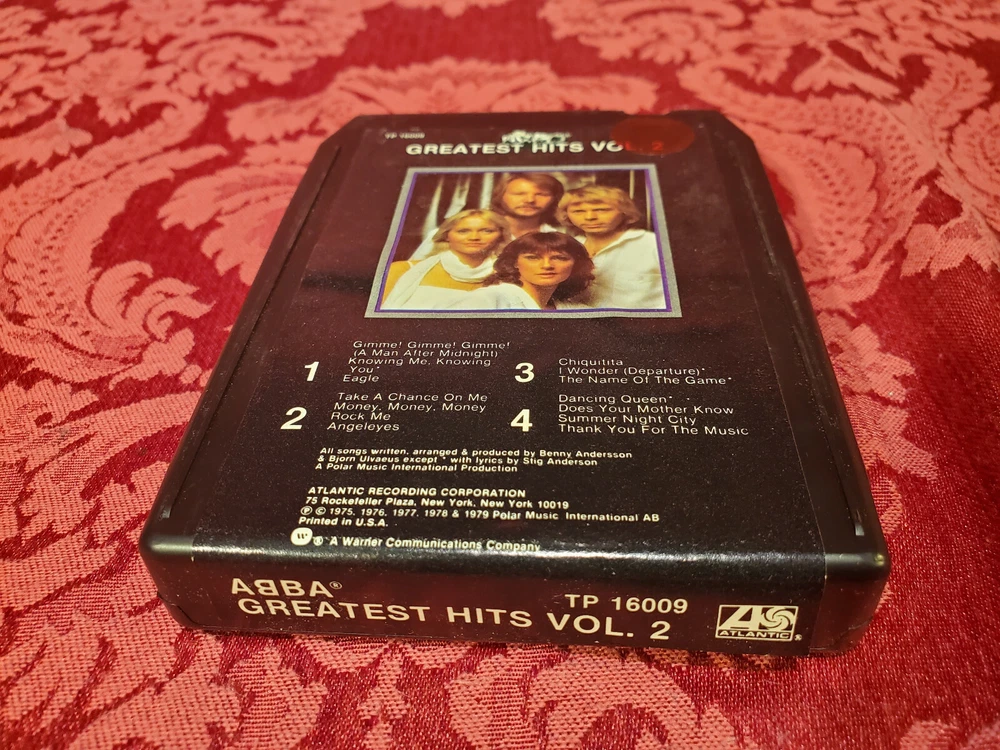 TP 16009
GREATEST HITS VOL. 2
1
Gimme! Gimme! Gimme!
(A Man After Midnight)
Knowing Me, Knowing
You*
Eagle
2
Take A Chance On Me
Money, Money, Money
Rock Me
Angeleyes
3
Chiquitita
I Wonder (Departure)*
The Name Of The Game*
4
Dancing Queen*
Does Your Mother Know
Summer Night City
Thank You For The Music
All songs written, arranged & produced by Benny Andersson
& Bjorn Ulvaeus except * with lyrics by Stig Anderson
A Polar Music International Production
ATLANTIC RECORDING CORPORATION
75 Rockefeller Plaza, New York, New York 10019
℗ © 1975, 1976, 1977, 1978 & 1979 Polar Music International AB
Printed in U.S.A.
W ® A Warner Communications Company
AᗺBA®
GREATEST HITS VOL. 2
TP 16009
ATLANTIC®